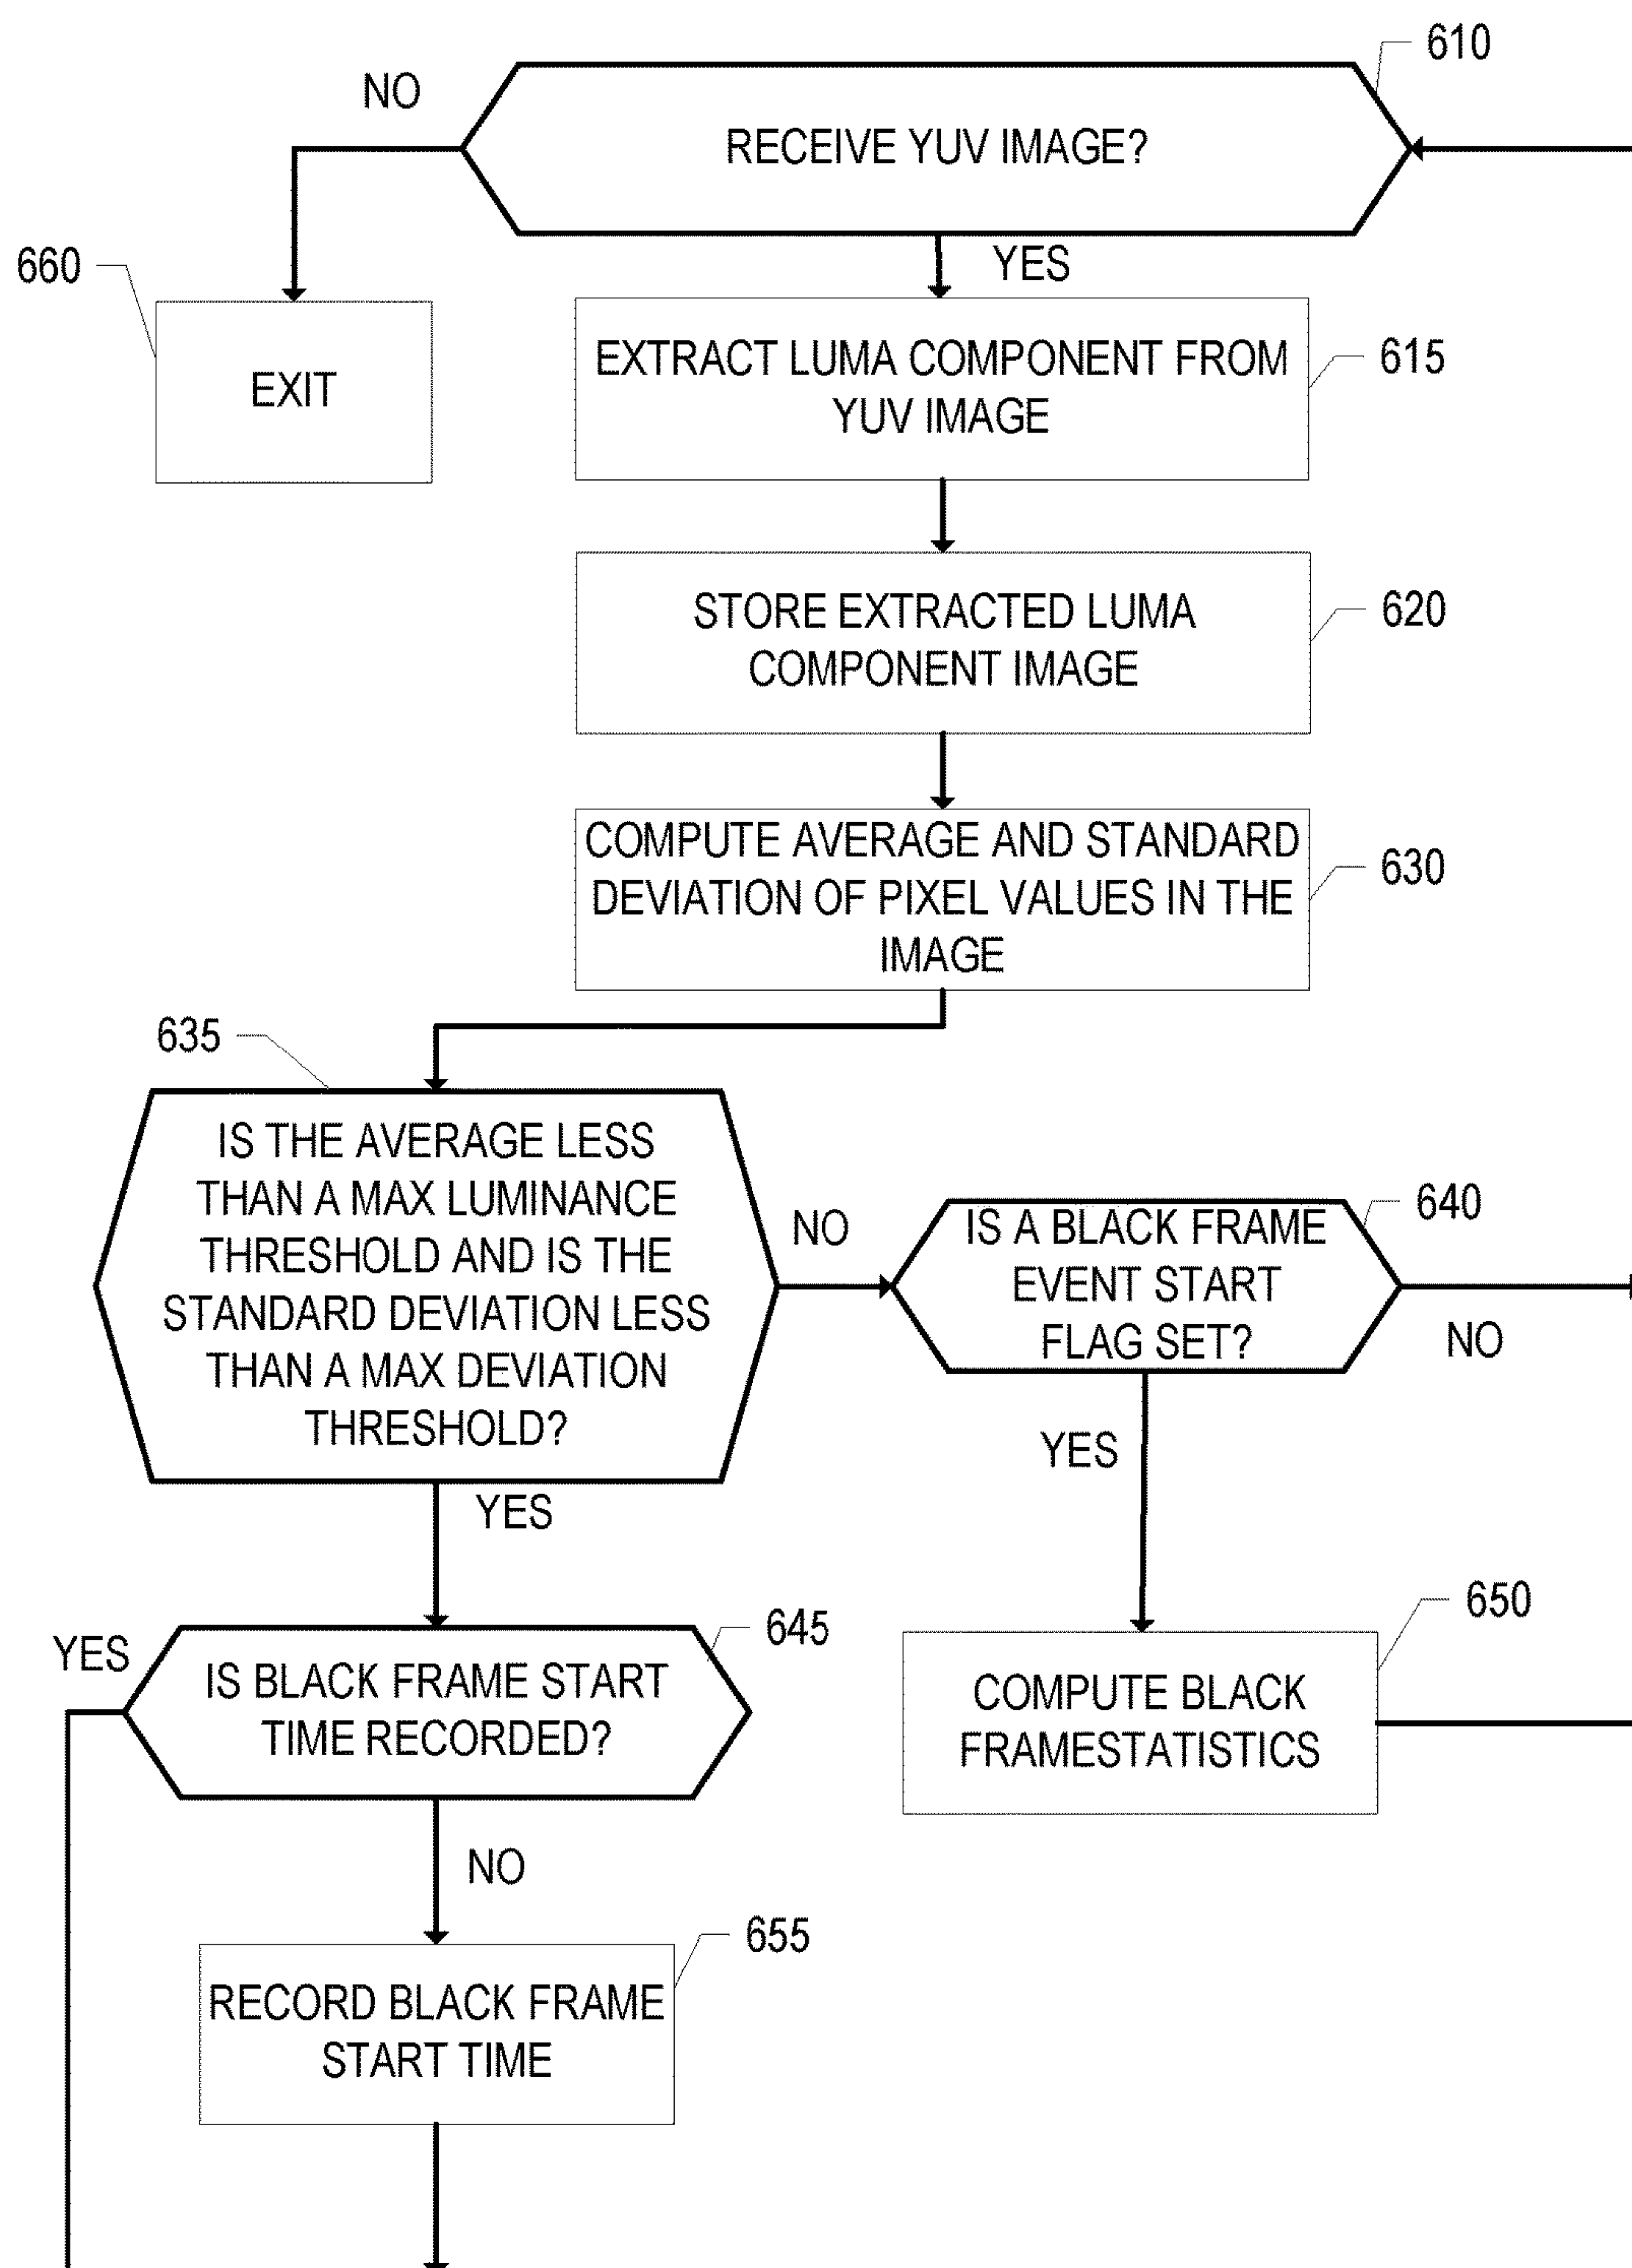 610
NO
RECEIVE YUV IMAGE?
YES
660
EXIT
EXTRACT LUMA COMPONENT FROM
YUV IMAGE
615
STORE EXTRACTED LUMA
COMPONENT IMAGE
620
COMPUTE AVERAGE AND STANDARD
DEVIATION OF PIXEL VALUES IN THE
IMAGE
630
635
IS THE AVERAGE LESS
THAN A MAX LUMINANCE
THRESHOLD AND IS THE
STANDARD DEVIATION LESS
THAN A MAX DEVIATION
THRESHOLD?
NO
640
IS A BLACK FRAME
EVENT START
FLAG SET?
NO
YES
YES
650
COMPUTE BLACK
FRAMESTATISTICS
645
YES
IS BLACK FRAME START
TIME RECORDED?
NO
655
RECORD BLACK FRAME
START TIME